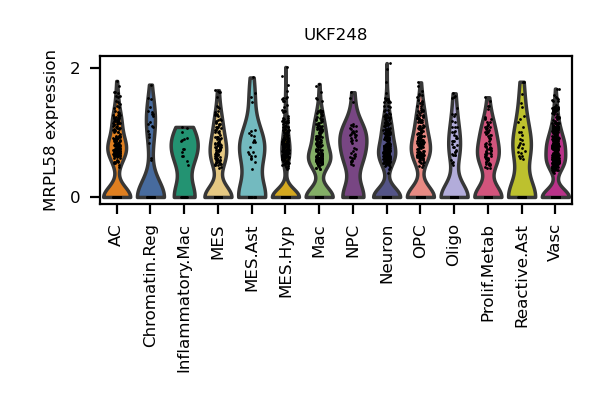 UKF248
MRPL58 expression
2
0
AC
Chromatin.Reg
Inflammatory.Mac
MES
MES.Ast
MES.Hyp
Mac
NPC
Neuron
OPC
Oligo
Prolif.Metab
Reactive.Ast
Vasc